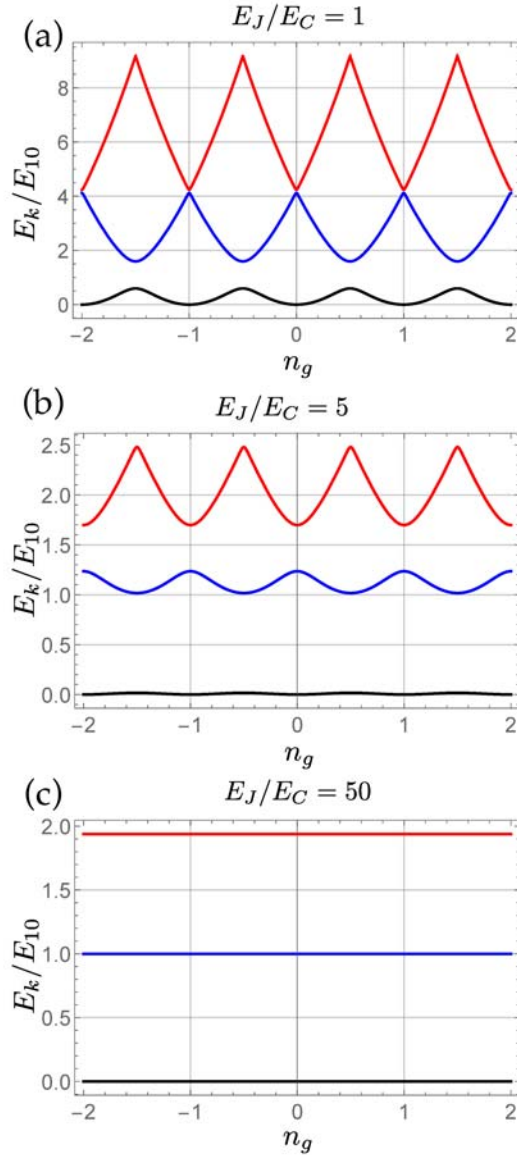 (a)
E_J/E_C = 1
E_k/E_10
8
6
4
2
0
−2 −1 0 1 2
n_g
(b)
E_J/E_C = 5
E_k/E_10
2.5
2.0
1.5
1.0
0.5
0.0
−2 −1 0 1 2
n_g
(c)
E_J/E_C = 50
E_k/E_10
2.0
1.5
1.0
0.5
0.0
−2 −1 0 1 2
n_g